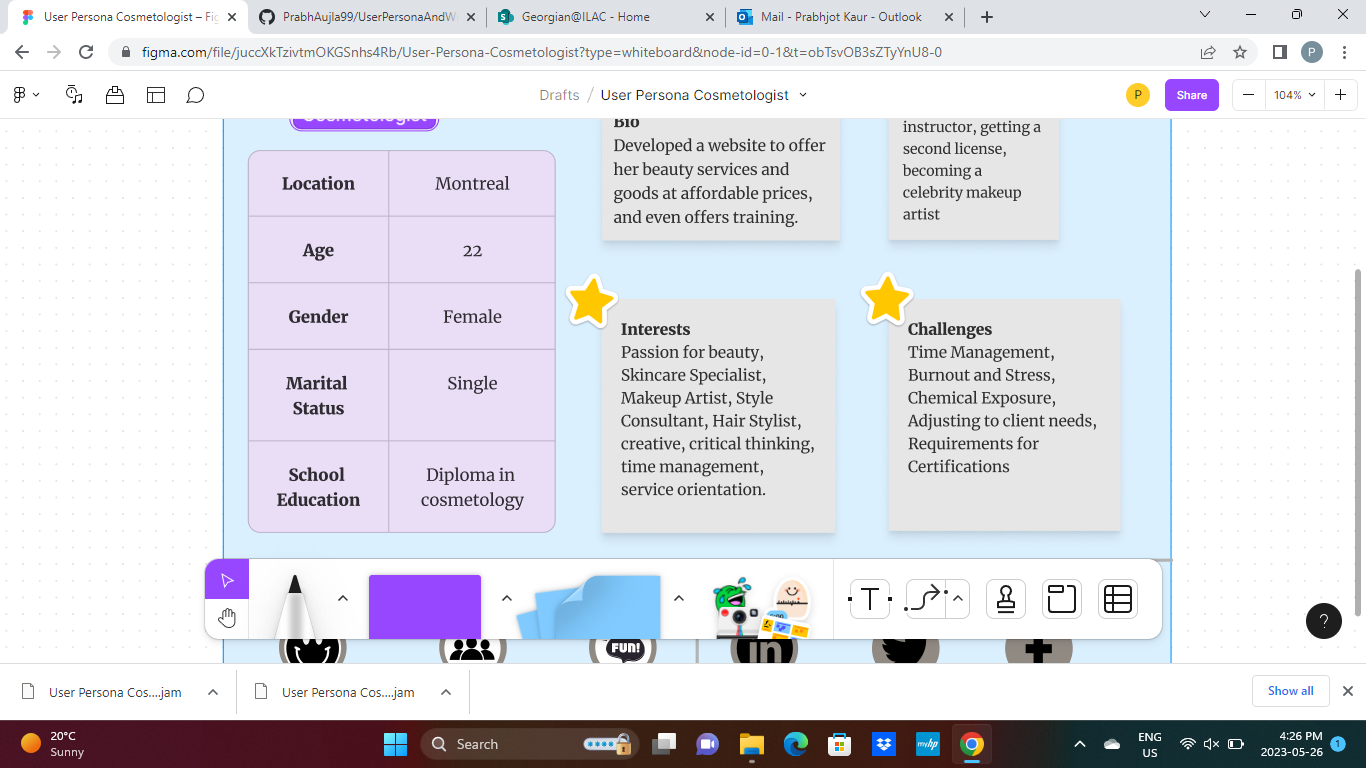 User Persona Cosmetologist – Fig
PrabhAujla99/UserPersonaAndW
Georgian@ILAC - Home
Mail - Prabhjot Kaur - Outlook
figma.com/file/juccXkTzivtmOKGSnhs4Rb/User-Persona-Cosmetologist?type=whiteboard&node-id=0-1&t=obTsvOB3sZTyYnU8-0
P
Drafts / User Persona Cosmetologist
P
Share
104%
Cosmetologist
Location Montreal
Age 22
Gender Female
Marital Status Single
School Education Diploma in cosmetology
Bio
Developed a website to offer
her beauty services and
goods at affordable prices,
and even offers training.
instructor, getting a
second license,
becoming a
celebrity makeup
artist
Interests
Passion for beauty,
Skincare Specialist,
Makeup Artist, Style
Consultant, Hair Stylist,
creative, critical thinking,
time management,
service orientation.
Challenges
Time Management,
Burnout and Stress,
Chemical Exposure,
Adjusting to client needs,
Requirements for
Certifications
T
?
FUN!
in
User Persona Cos....jam
User Persona Cos....jam
Show all
20°C
Sunny
Search
myhp
ENG
US
4:26 PM
2023-05-26
1